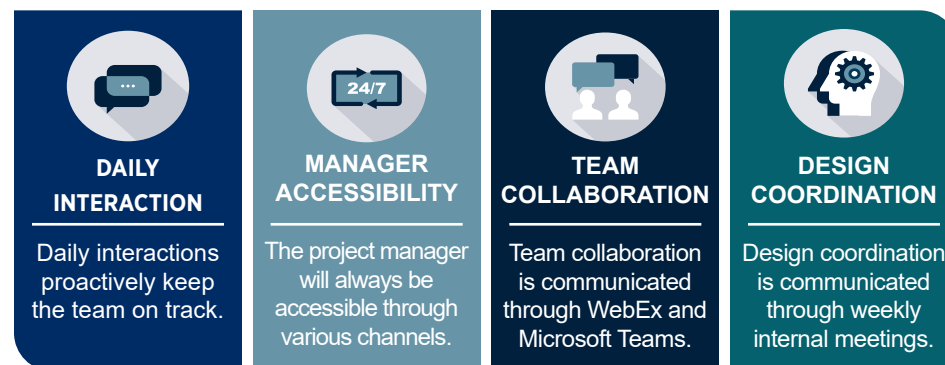 DAILY
INTERACTION
Daily interactions
proactively keep
the team on track.
24/7
MANAGER
ACCESSIBILITY
The project manager
will always be
accessible through
various channels.
TEAM
COLLABORATION
Team collaboration
is communicated
through WebEx and
Microsoft Teams.
DESIGN
COORDINATION
Design coordination
is communicated
through weekly
internal meetings.